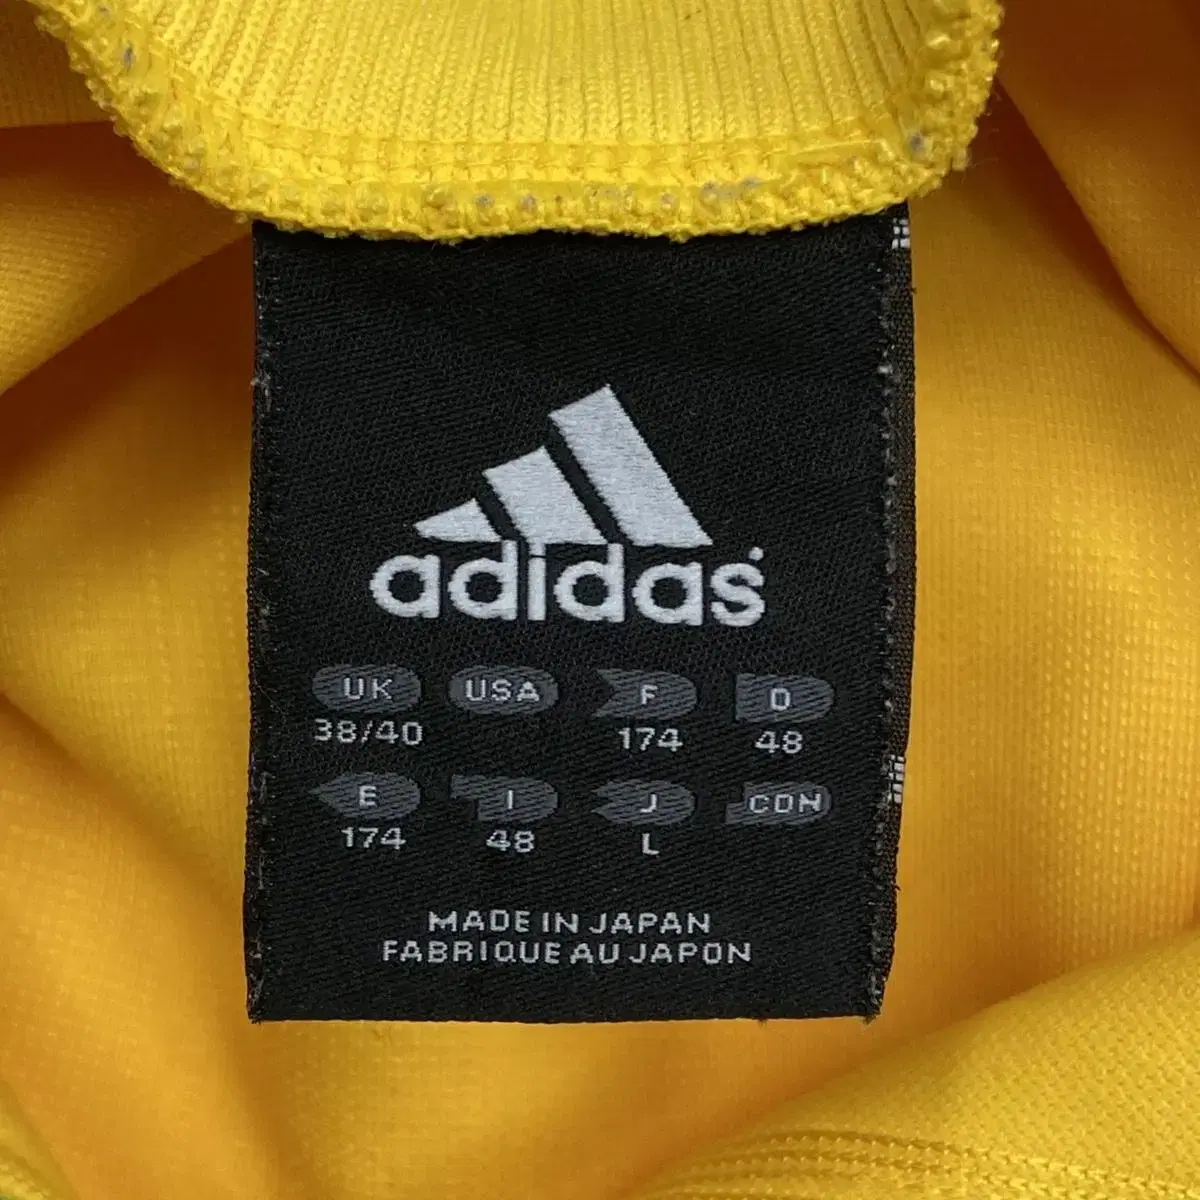 adidas
UK USA F D
38/40 174 48
E I J CDN
174 48 L
MADE IN JAPAN
FABRIQUE AU JAPON